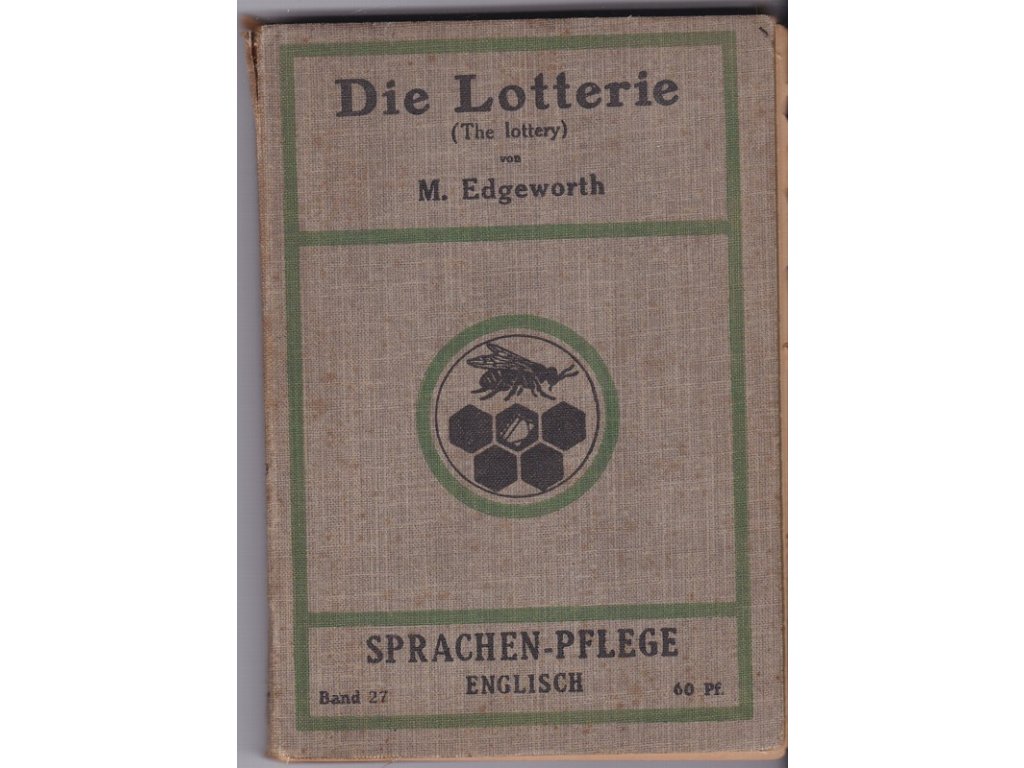 Die Lotterie
(The lottery)
von
M. Edgeworth
SPRACHEN-PFLEGE
ENGLISCH
Band 27
60 Pf.